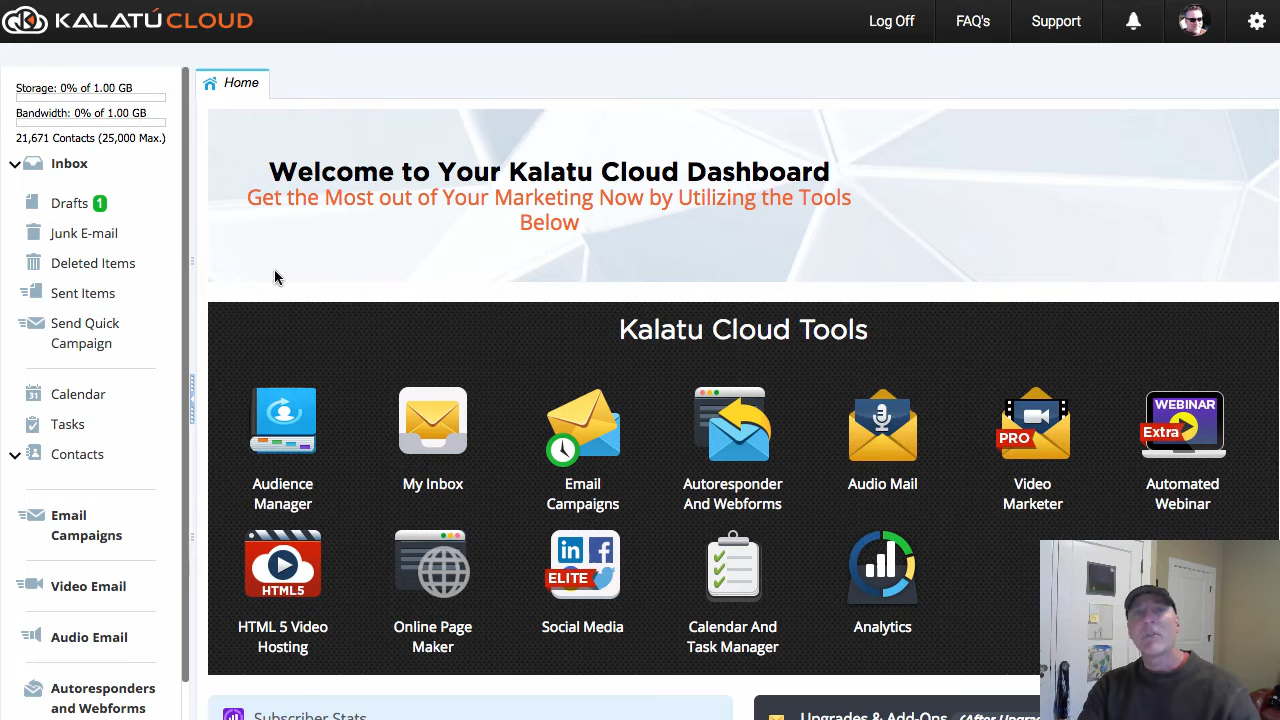 KALATÚCLOUD
Log Off
FAQ's
Support
Storage: 0% of 1.00 GB
Bandwidth: 0% of 1.00 GB
21,671 Contacts (25,000 Max.)
Inbox
Drafts 1
Junk E-mail
Deleted Items
Sent Items
Send Quick
Campaign
31 Calendar
Tasks
Contacts
Email
Campaigns
Video Email
Audio Email
Autoresponders
and Webforms
Home
Welcome to Your Kalatu Cloud Dashboard
Get the Most out of Your Marketing Now by Utilizing the Tools
Below
Kalatu Cloud Tools
Audience
Manager
My Inbox
Email
Campaigns
Autoresponder
And Webforms
Audio Mail
PRO
Video
Marketer
WEBINAR
Extra
Automated
Webinar
HTML5
HTML 5 Video
Hosting
Online Page
Maker
in f
ELITE
Social Media
Calendar And
Task Manager
Analytics
Subscriber Stats
Upgrades & Add-Ons